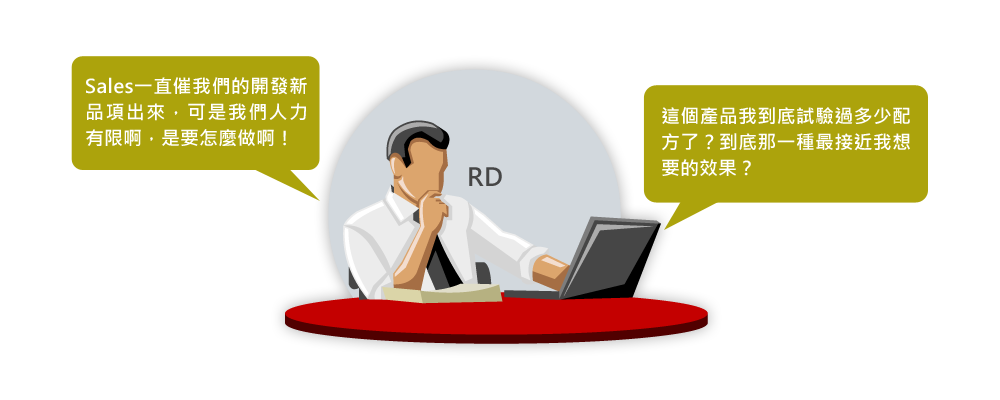 Sales一直催我們的開發新
品項出來，可是我們人力
有限啊，是要怎麼做啊！
RD
這個產品我到底試驗過多少配
方了？到底那一種最接近我想
要的效果？